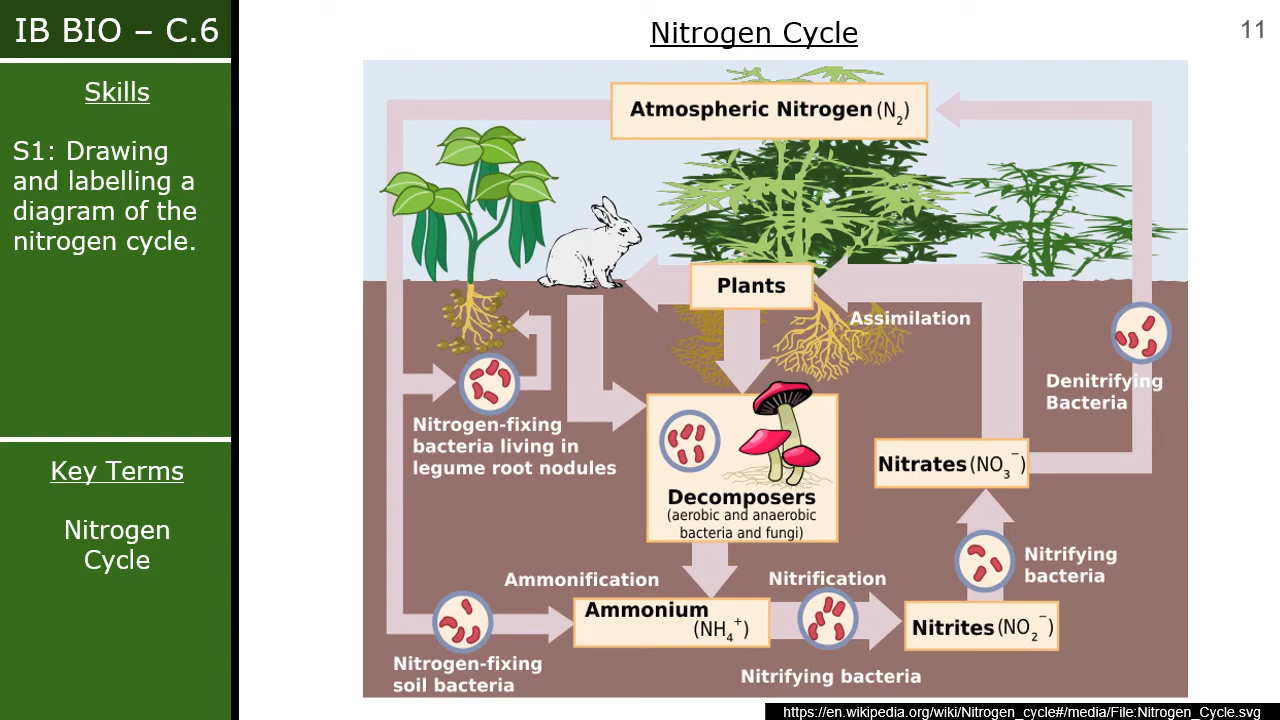 IB BIO – C.6
Skills
S1: Drawing
and labelling a
diagram of the
nitrogen cycle.
Key Terms
Nitrogen
Cycle
Nitrogen Cycle
11
Atmospheric Nitrogen (N₂)
Plants
Assimilation
Denitrifying
Bacteria
Nitrogen-fixing
bacteria living in
legume root nodules
Nitrates (NO₃⁻)
Decomposers
(aerobic and anaerobic
bacteria and fungi)
Nitrifying
bacteria
Ammonification
Nitrification
Ammonium
(NH₄⁺)
Nitrites (NO₂⁻)
Nitrogen-fixing
soil bacteria
Nitrifying bacteria
https://en.wikipedia.org/wiki/Nitrogen_cycle#/media/File:Nitrogen_Cycle.svg